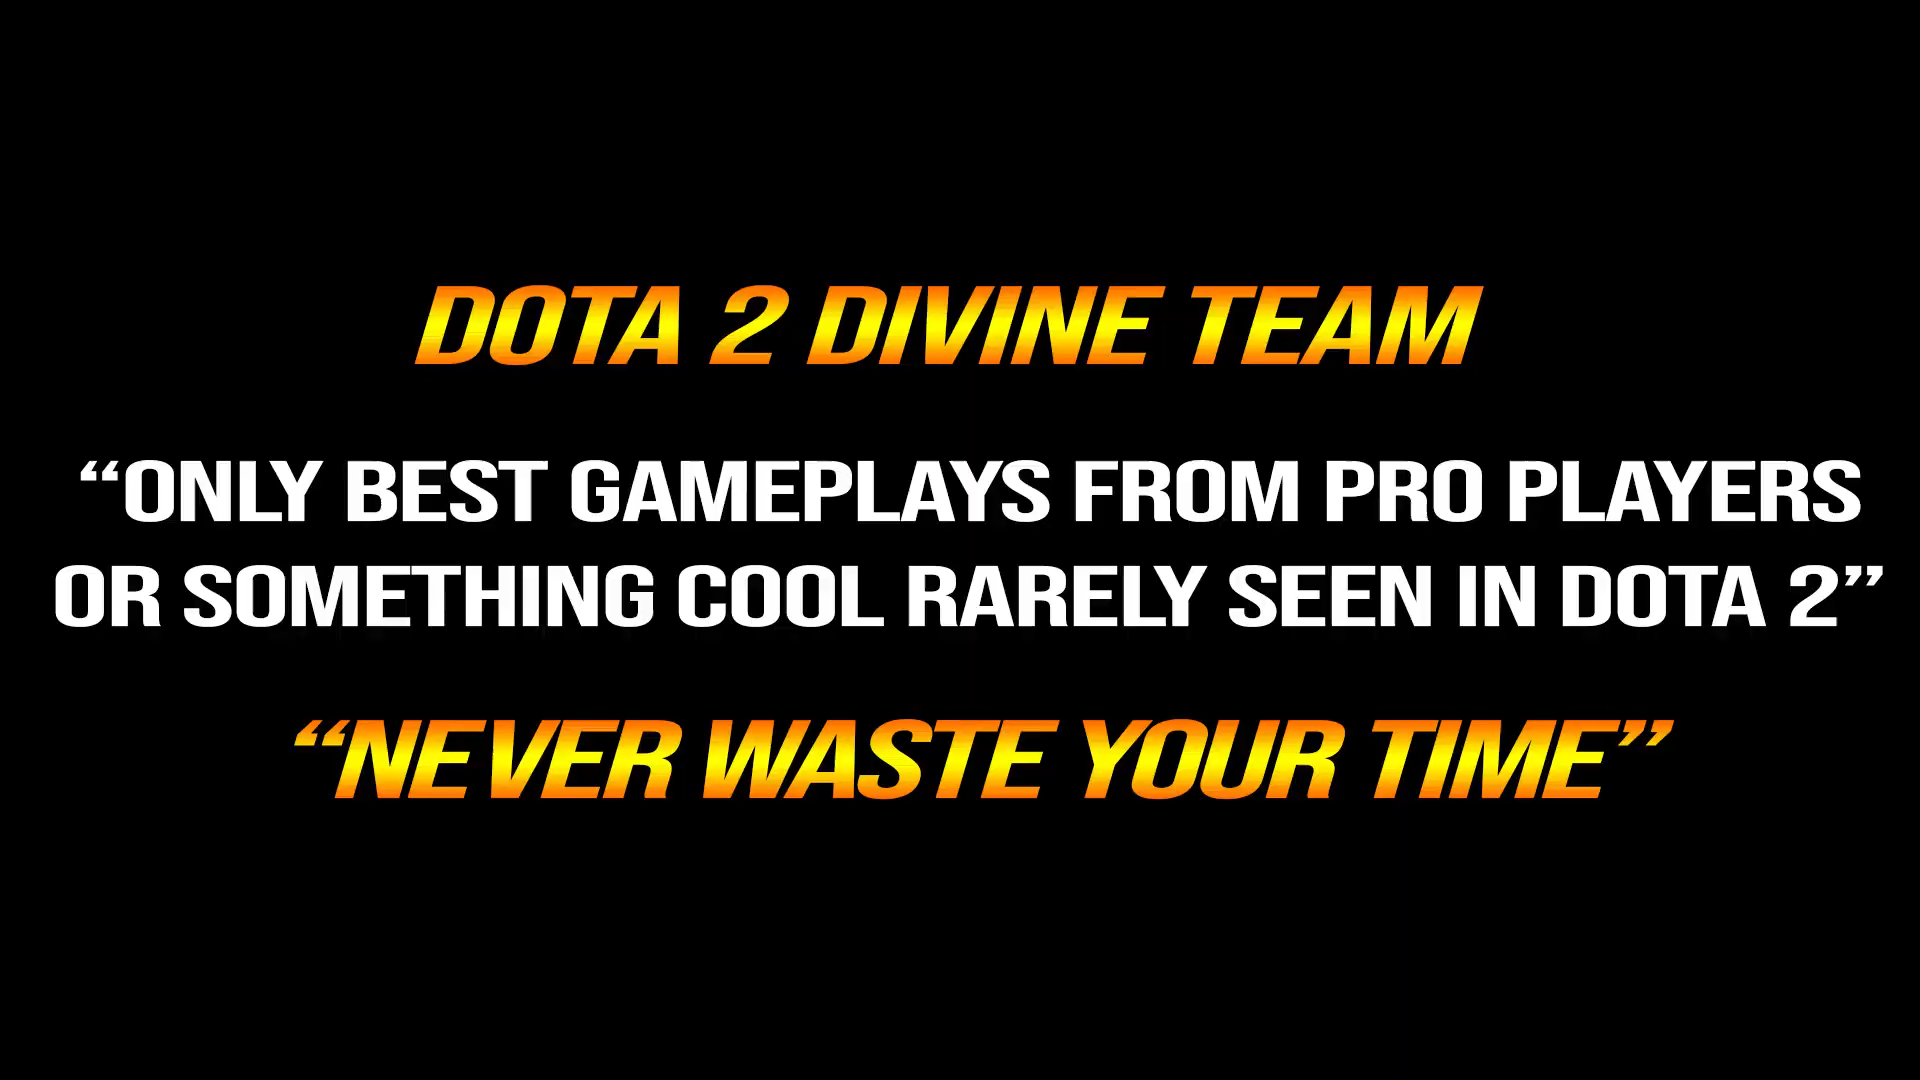 DOTA 2 DIVINE TEAM
“ONLY BEST GAMEPLAYS FROM PRO PLAYERS
OR SOMETHING COOL RARELY SEEN IN DOTA 2”
“NEVER WASTE YOUR TIME”